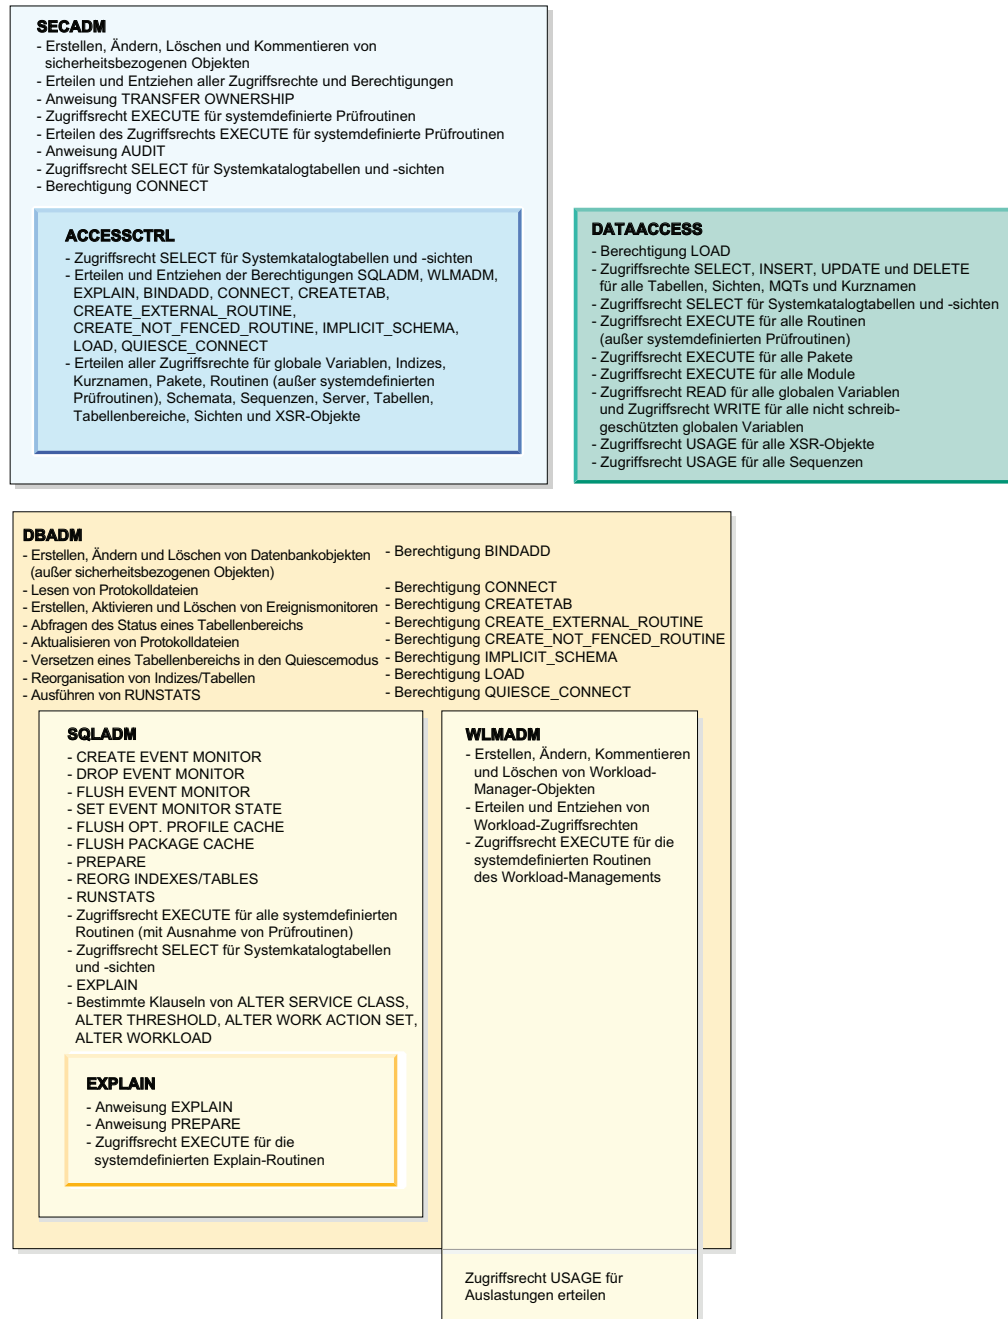 SECADM
- Erstellen, Ändern, Löschen und Kommentieren von
sicherheitsbezogenen Objekten
- Erteilen und Entziehen aller Zugriffsrechte und Berechtigungen
- Anweisung TRANSFER OWNERSHIP
- Zugriffsrecht EXECUTE für systemdefinierte Prüfroutinen
- Erteilen des Zugriffsrechts EXECUTE für systemdefinierte Prüfroutinen
- Anweisung AUDIT
- Zugriffsrecht SELECT für Systemkatalogtabellen und -sichten
- Berechtigung CONNECT
ACCESSCTRL
- Zugriffsrecht SELECT für Systemkatalogtabellen und -sichten
- Erteilen und Entziehen der Berechtigungen SQLADM, WLMADM,
EXPLAIN, BINDADD, CONNECT, CREATETAB,
CREATE_EXTERNAL_ROUTINE,
CREATE_NOT_FENCED_ROUTINE, IMPLICIT_SCHEMA,
LOAD, QUIESCE_CONNECT
- Erteilen aller Zugriffsrechte für globale Variablen, Indizes,
Kurznamen, Pakete, Routinen (außer systemdefinierten
Prüfroutinen), Schemata, Sequenzen, Server, Tabellen,
Tabellenbereiche, Sichten und XSR-Objekte
DATAACCESS
- Berechtigung LOAD
- Zugriffsrechte SELECT, INSERT, UPDATE und DELETE
für alle Tabellen, Sichten, MQTs und Kurznamen
- Zugriffsrecht SELECT für Systemkatalogtabellen und -sichten
- Zugriffsrecht EXECUTE für alle Routinen
(außer systemdefinierten Prüfroutinen)
- Zugriffsrecht EXECUTE für alle Pakete
- Zugriffsrecht EXECUTE für alle Module
- Zugriffsrecht READ für alle globalen Variablen
und Zugriffsrecht WRITE für alle nicht schreib-
geschützten globalen Variablen
- Zugriffsrecht USAGE für alle XSR-Objekte
- Zugriffsrecht USAGE für alle Sequenzen
DBADM
- Erstellen, Ändern und Löschen von Datenbankobjekten
(außer sicherheitsbezogenen Objekten)
- Lesen von Protokolldateien
- Erstellen, Aktivieren und Löschen von Ereignismonitoren
- Abfragen des Status eines Tabellenbereichs
- Aktualisieren von Protokolldateien
- Versetzen eines Tabellenbereichs in den Quiescemodus
- Reorganisation von Indizes/Tabellen
- Ausführen von RUNSTATS
- Berechtigung BINDADD
- Berechtigung CONNECT
- Berechtigung CREATETAB
- Berechtigung CREATE_EXTERNAL_ROUTINE
- Berechtigung CREATE_NOT_FENCED_ROUTINE
- Berechtigung IMPLICIT_SCHEMA
- Berechtigung LOAD
- Berechtigung QUIESCE_CONNECT
SQLADM
- CREATE EVENT MONITOR
- DROP EVENT MONITOR
- FLUSH EVENT MONITOR
- SET EVENT MONITOR STATE
- FLUSH OPT. PROFILE CACHE
- FLUSH PACKAGE CACHE
- PREPARE
- REORG INDEXES/TABLES
- RUNSTATS
- Zugriffsrecht EXECUTE für alle systemdefinierten
Routinen (mit Ausnahme von Prüfroutinen)
- Zugriffsrecht SELECT für Systemkatalogtabellen
und -sichten
- EXPLAIN
- Bestimmte Klauseln von ALTER SERVICE CLASS,
ALTER THRESHOLD, ALTER WORK ACTION SET,
ALTER WORKLOAD
EXPLAIN
- Anweisung EXPLAIN
- Anweisung PREPARE
- Zugriffsrecht EXECUTE für die
systemdefinierten Explain-Routinen
WLMADM
- Erstellen, Ändern, Kommentieren
und Löschen von Workload-
Manager-Objekten
- Erteilen und Entziehen von
Workload-Zugriffsrechten
- Zugriffsrecht EXECUTE für die
systemdefinierten Routinen
des Workload-Managements
Zugriffsrecht USAGE für
Auslastungen erteilen